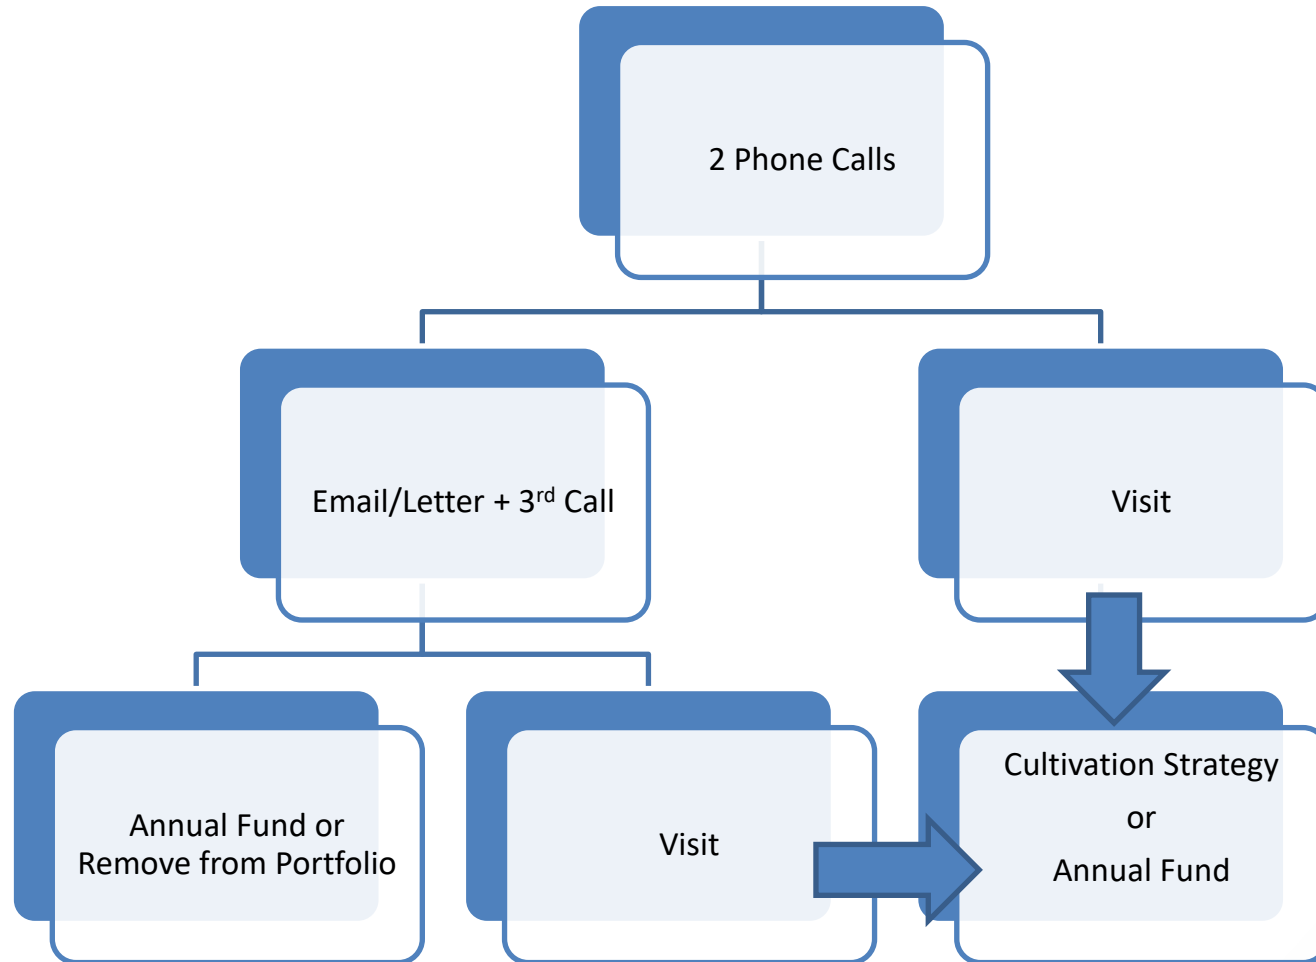 2 Phone Calls
Email/Letter + 3rd Call
Visit
Annual Fund or
Remove from Portfolio
Visit
Cultivation Strategy
or
Annual Fund